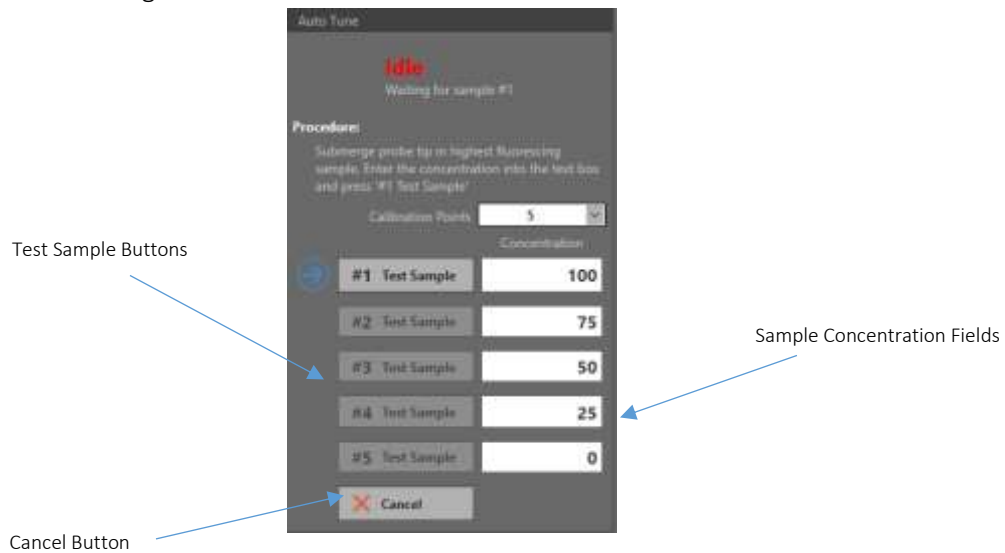 Auto Tune
Idle
Waiting for sample #1
Procedure:
Submerge probe tip in highest fluorescing
sample. Enter the concentration into the text box
and press '#1 Test Sample'
Calibration Points 5
Concentration
Test Sample Buttons
#1 Test Sample 100
#2 Test Sample 75
Sample Concentration Fields
#3 Test Sample 50
#4 Test Sample 25
#5 Test Sample 0
Cancel
Cancel Button